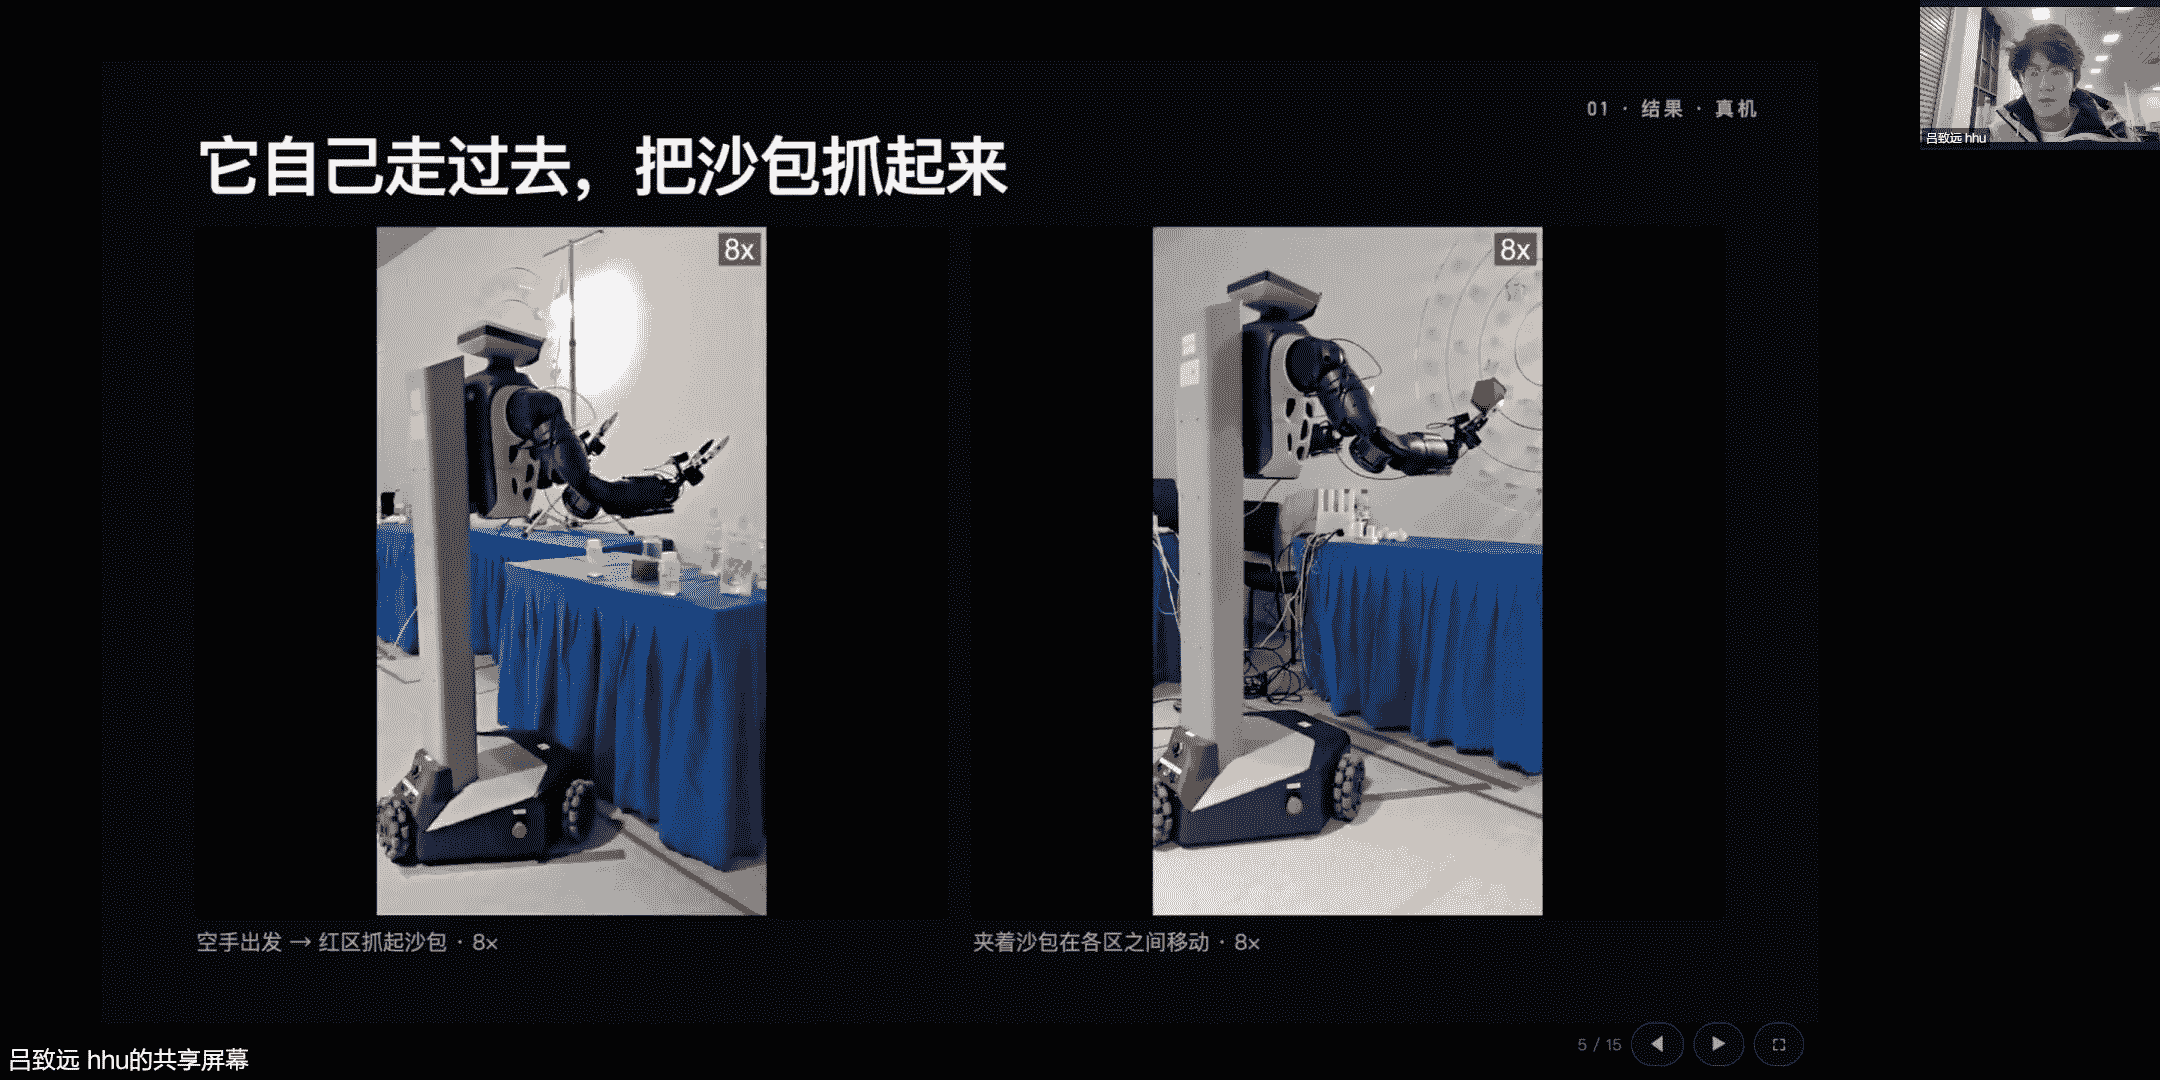 01 · 结果 · 真机
吕致远 hhu
它自己走过去，把沙包抓起来
8x
8x
空手出发 → 红区抓起沙包 · 8x
夹着沙包在各区之间移动 · 8x
5 / 15
吕致远 hhu的共享屏幕